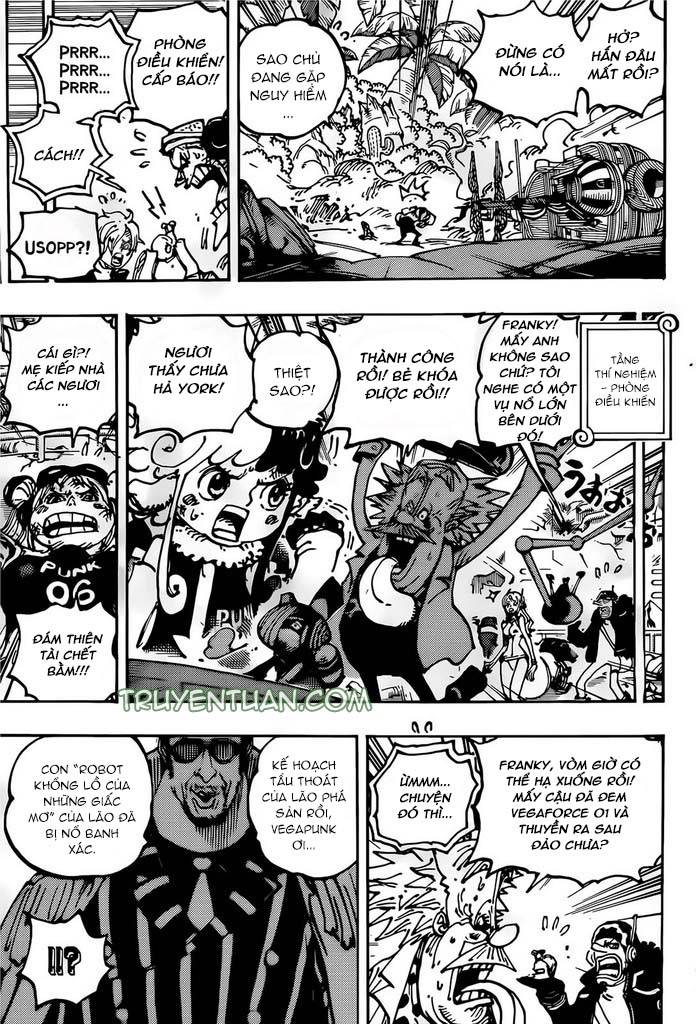 HỞ?
HẮN ĐÂU
MẤT RỒI?
ĐỪNG CÓ
NÓI LÀ...
SAO CHÚ
ĐANG GẶP
NGUY HIỂM
...
PHÒNG
ĐIỀU KHIỂN!
CẤP BÁO!!
PRRR...
PRRR...
PRRR...
CÁCH!!
USOPP?!
TẦNG
THÍ NGHIỆM
- PHÒNG
ĐIỀU KHIỂN
FRANKY!
MẤY ANH
KHÔNG SAO
CHỨ? TÔI
NGHE CÓ MỘT
VỤ NỔ LỚN
BÊN DƯỚI
ĐÓ!
うおおお
THÀNH CÔNG
RỒI! BẺ KHÓA
ĐƯỢC RỒI!!
THIỆT
SAO?!
NGƯƠI
THẤY CHƯA
HẢ YORK!
PU
CÁI GÌ?!
MẸ KIẾP NHÀ
CÁC NGƯƠI
...
PUNK
06
ĐÁM THIÊN
TÀI CHẾT
BẦM!!!
TRUYENTUAN.COM
FRANKY, VÒM GIỜ CÓ
THỂ HẠ XUỐNG RỒI!
MẤY CẬU ĐÃ ĐEM
VEGAFORCE 01 VÀ
THUYỀN RA SAU
ĐẢO CHƯA?
ỪMMM...
CHUYỆN
ĐÓ THÌ...
KẾ HOẠCH
TẨU THOÁT
CỦA LÃO PHÁ
SẢN RỒI,
VEGAPUNK
ƠI...
CON "ROBOT
KHỔNG LỒ CỦA
NHỮNG GIẤC
MƠ" CỦA LÃO ĐÃ
BỊ NỔ BANH
XÁC.
!!?